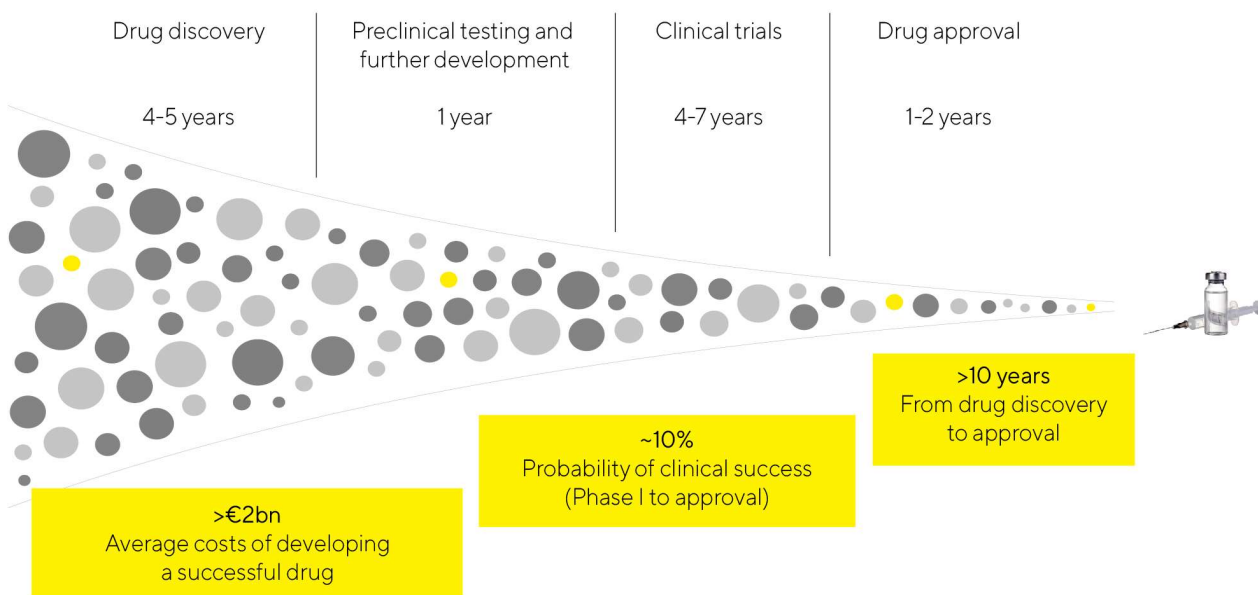 Drug discovery
4-5 years
Preclinical testing and
further development
1 year
Clinical trials
4-7 years
Drug approval
1-2 years
>€2bn
Average costs of developing
a successful drug
~10%
Probability of clinical success
(Phase I to approval)
>10 years
From drug discovery
to approval